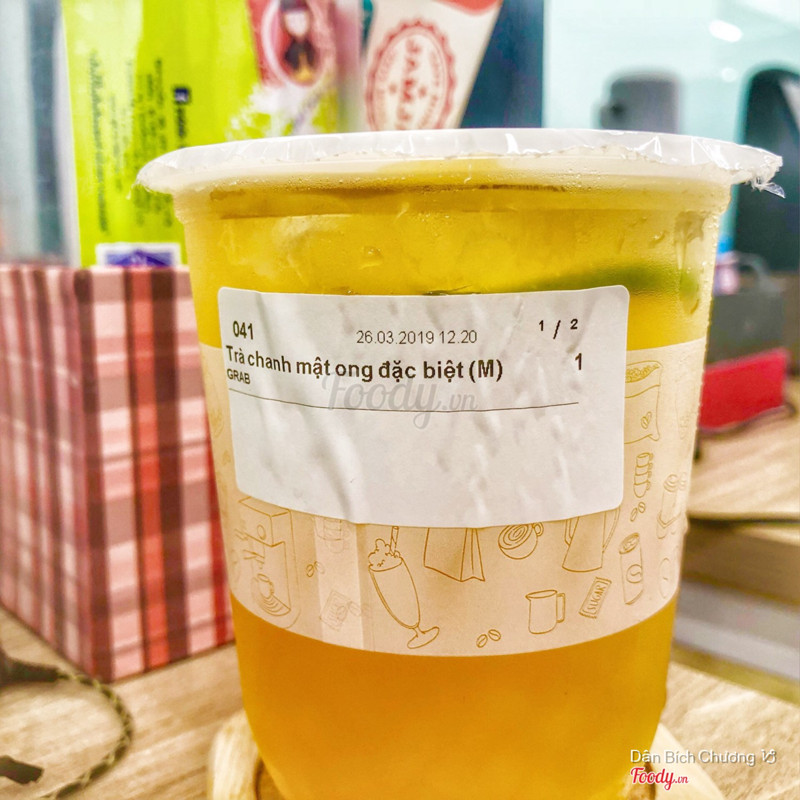 041 26.03.2019 12.20 1 / 2
Trà chanh mật ong đặc biệt (M) 1
GRAB
Foody.vn
SUGAR
Dân Bích Chương
Foody.vn